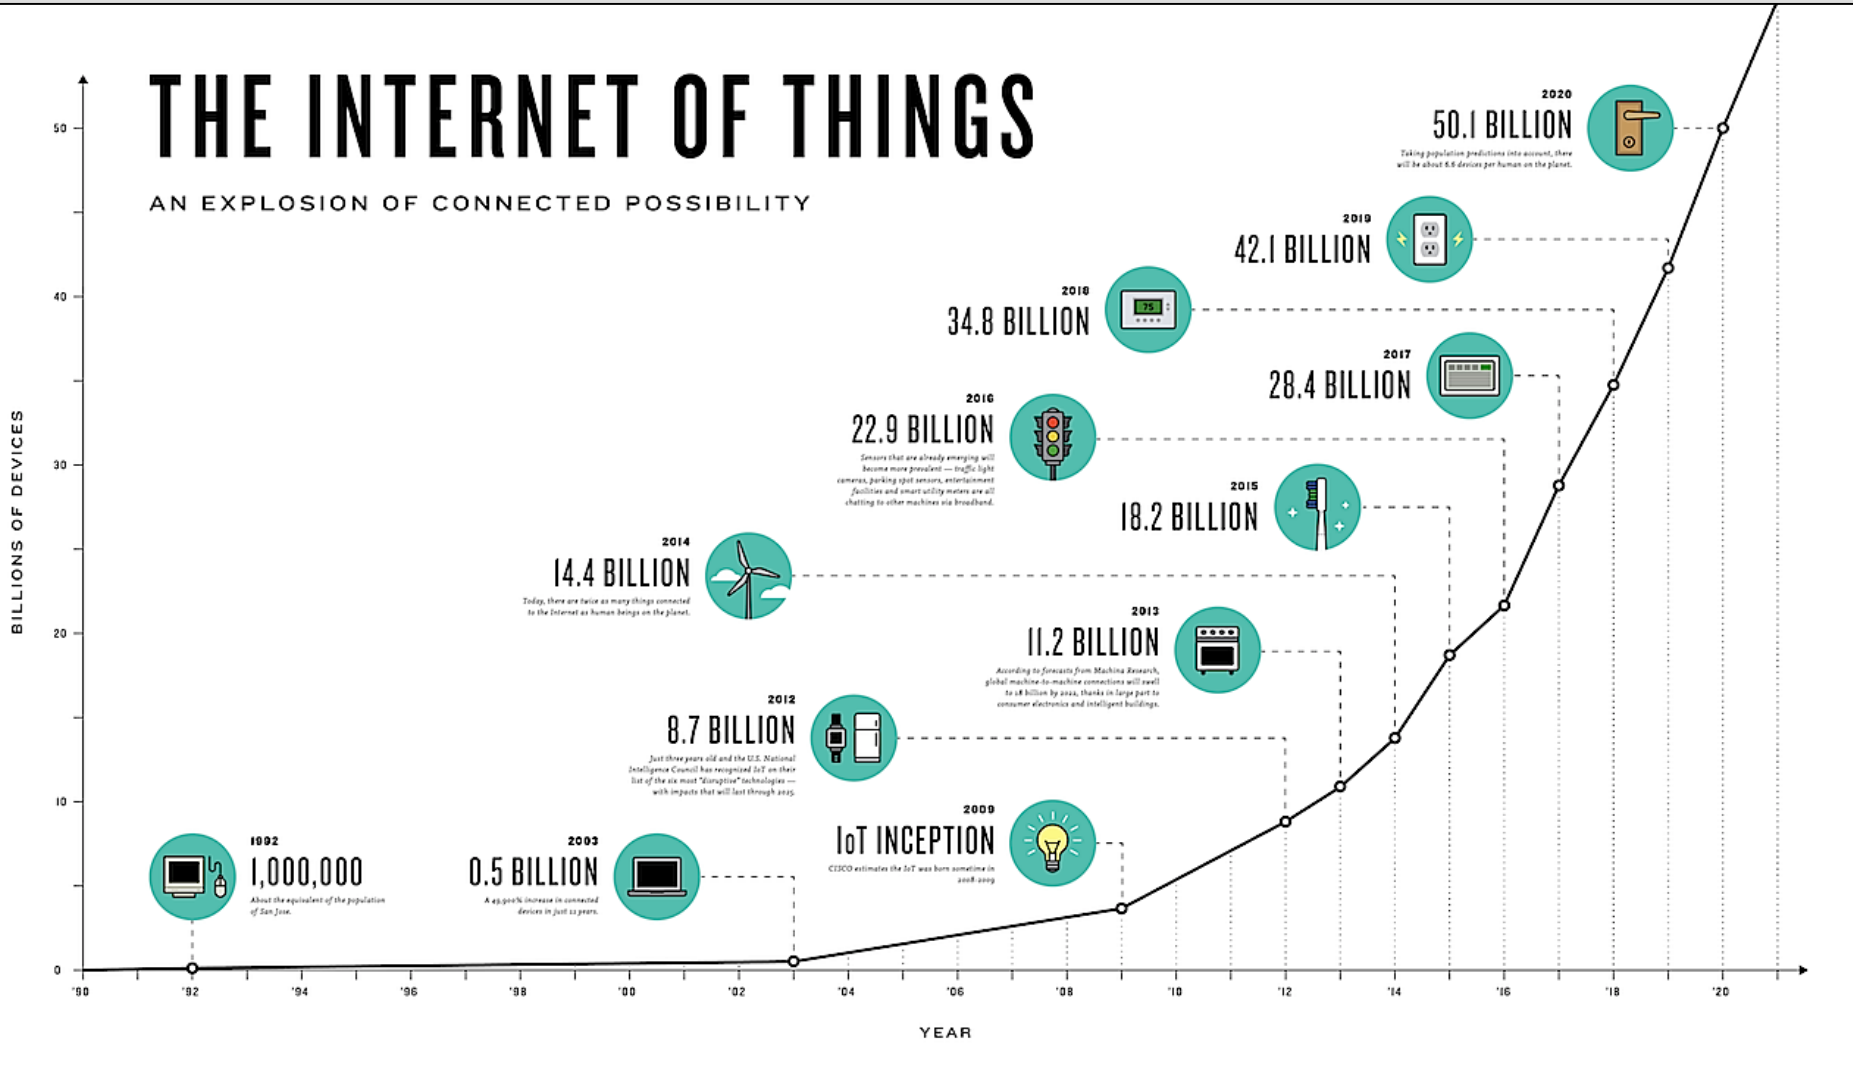 THE INTERNET OF THINGS
AN EXPLOSION OF CONNECTED POSSIBILITY
BILLIONS OF DEVICES
50
40
30
20
10
0
2020
50.1 BILLION
Taking population predictions into account, there
will be about 6.6 devices per human on the planet.
2019
42.1 BILLION
2018
34.8 BILLION
75
2017
28.4 BILLION
2016
22.9 BILLION
Sensors that are already emerging will
become more prevalent — traffic light
cameras, parking spot sensors, entertainment
facilities and smart utility meters are all
chatting to other machines via broadband.
2015
18.2 BILLION
2014
14.4 BILLION
Today, there are twice as many things connected
to the Internet as human beings on the planet.
2013
11.2 BILLION
According to forecasts from Machina Research,
global machine-to-machine connections will swell
to 18 billion by 2022, thanks in large part to
consumer electronics and intelligent buildings.
2012
8.7 BILLION
Just three years old and the U.S. National
Intelligence Council has recognized IoT on their
list of the six most "disruptive" technologies —
with impacts that will last through 2025.
2009
IoT INCEPTION
CISCO estimates the IoT was born sometime in
2008-2009
2003
0.5 BILLION
A 49,900% increase in connected
devices in just 11 years.
1992
1,000,000
About the equivalent of the population
of San Jose.
'90 '92 '94 '96 '98 '00 '02 '04 '06 '08 '10 '12 '14 '16 '18 '20
YEAR